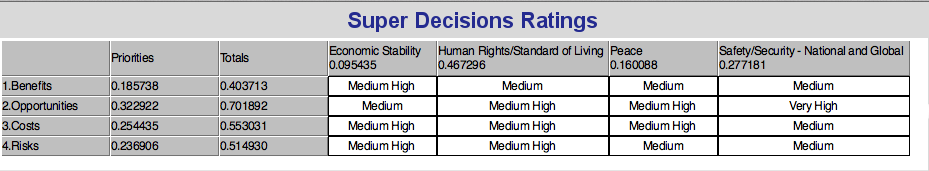 Super Decisions Ratings
Priorities Totals Economic Stability 0.095435 Human Rights/Standard of Living 0.467296 Peace 0.160088 Safety/Security - National and Global 0.277181
1.Benefits 0.185738 0.403713 Medium High Medium Medium Medium
2.Opportunities 0.322922 0.701892 Medium Medium High Medium High Very High
3.Costs 0.254435 0.553031 Medium High Medium High Medium High Medium
4.Risks 0.236906 0.514930 Medium High Medium High Medium Medium